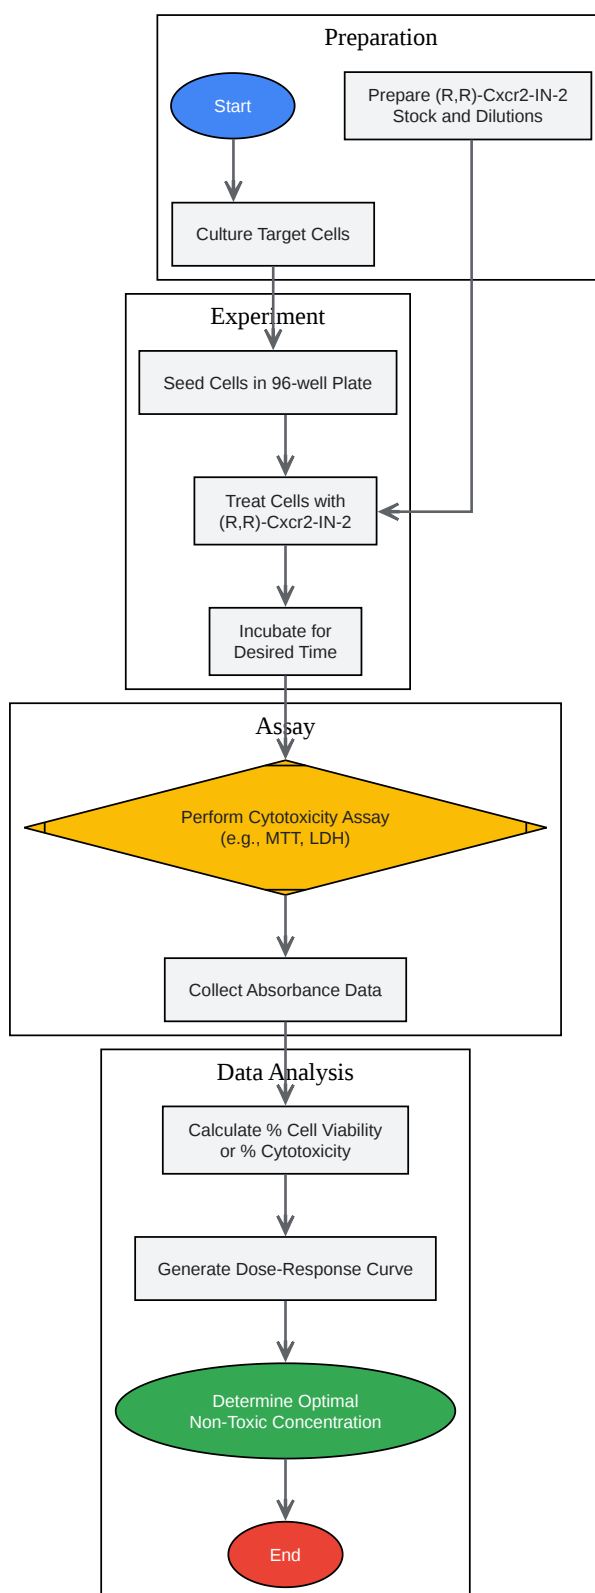 Preparation
Start
Prepare (R,R)-Cxcr2-IN-2
Stock and Dilutions
Culture Target Cells
Experiment
Seed Cells in 96-well Plate
Treat Cells with
(R,R)-Cxcr2-IN-2
Incubate for
Desired Time
Assay
Perform Cytotoxicity Assay
(e.g., MTT, LDH)
Collect Absorbance Data
Data Analysis
Calculate % Cell Viability
or % Cytotoxicity
Generate Dose-Response Curve
Determine Optimal
Non-Toxic Concentration
End